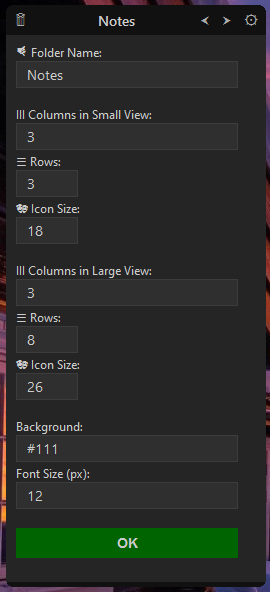 Notes
Folder Name:
Notes
Columns in Small View:
3
Rows:
3
Icon Size:
18
Columns in Large View:
3
Rows:
8
Icon Size:
26
Background:
#111
Font Size (px):
12
OK